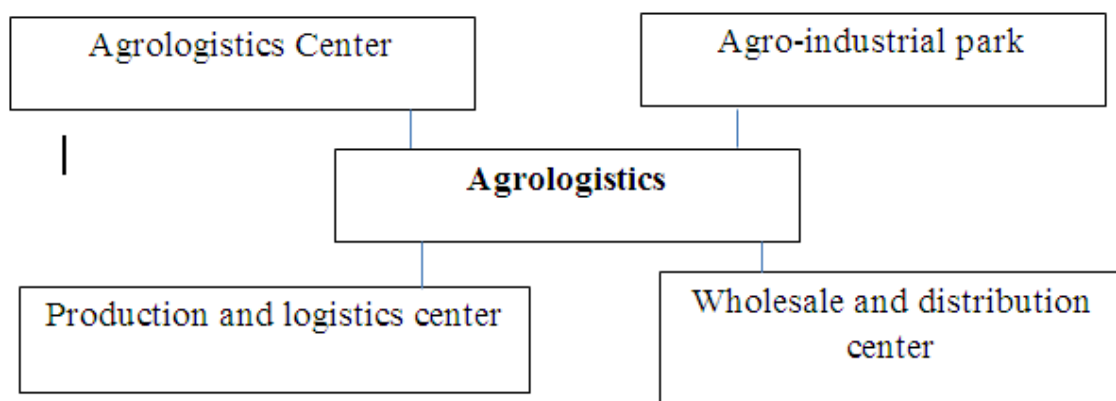 Agrologistics Center
Agro-industrial park
Agrologistics
Production and logistics center
Wholesale and distribution
center